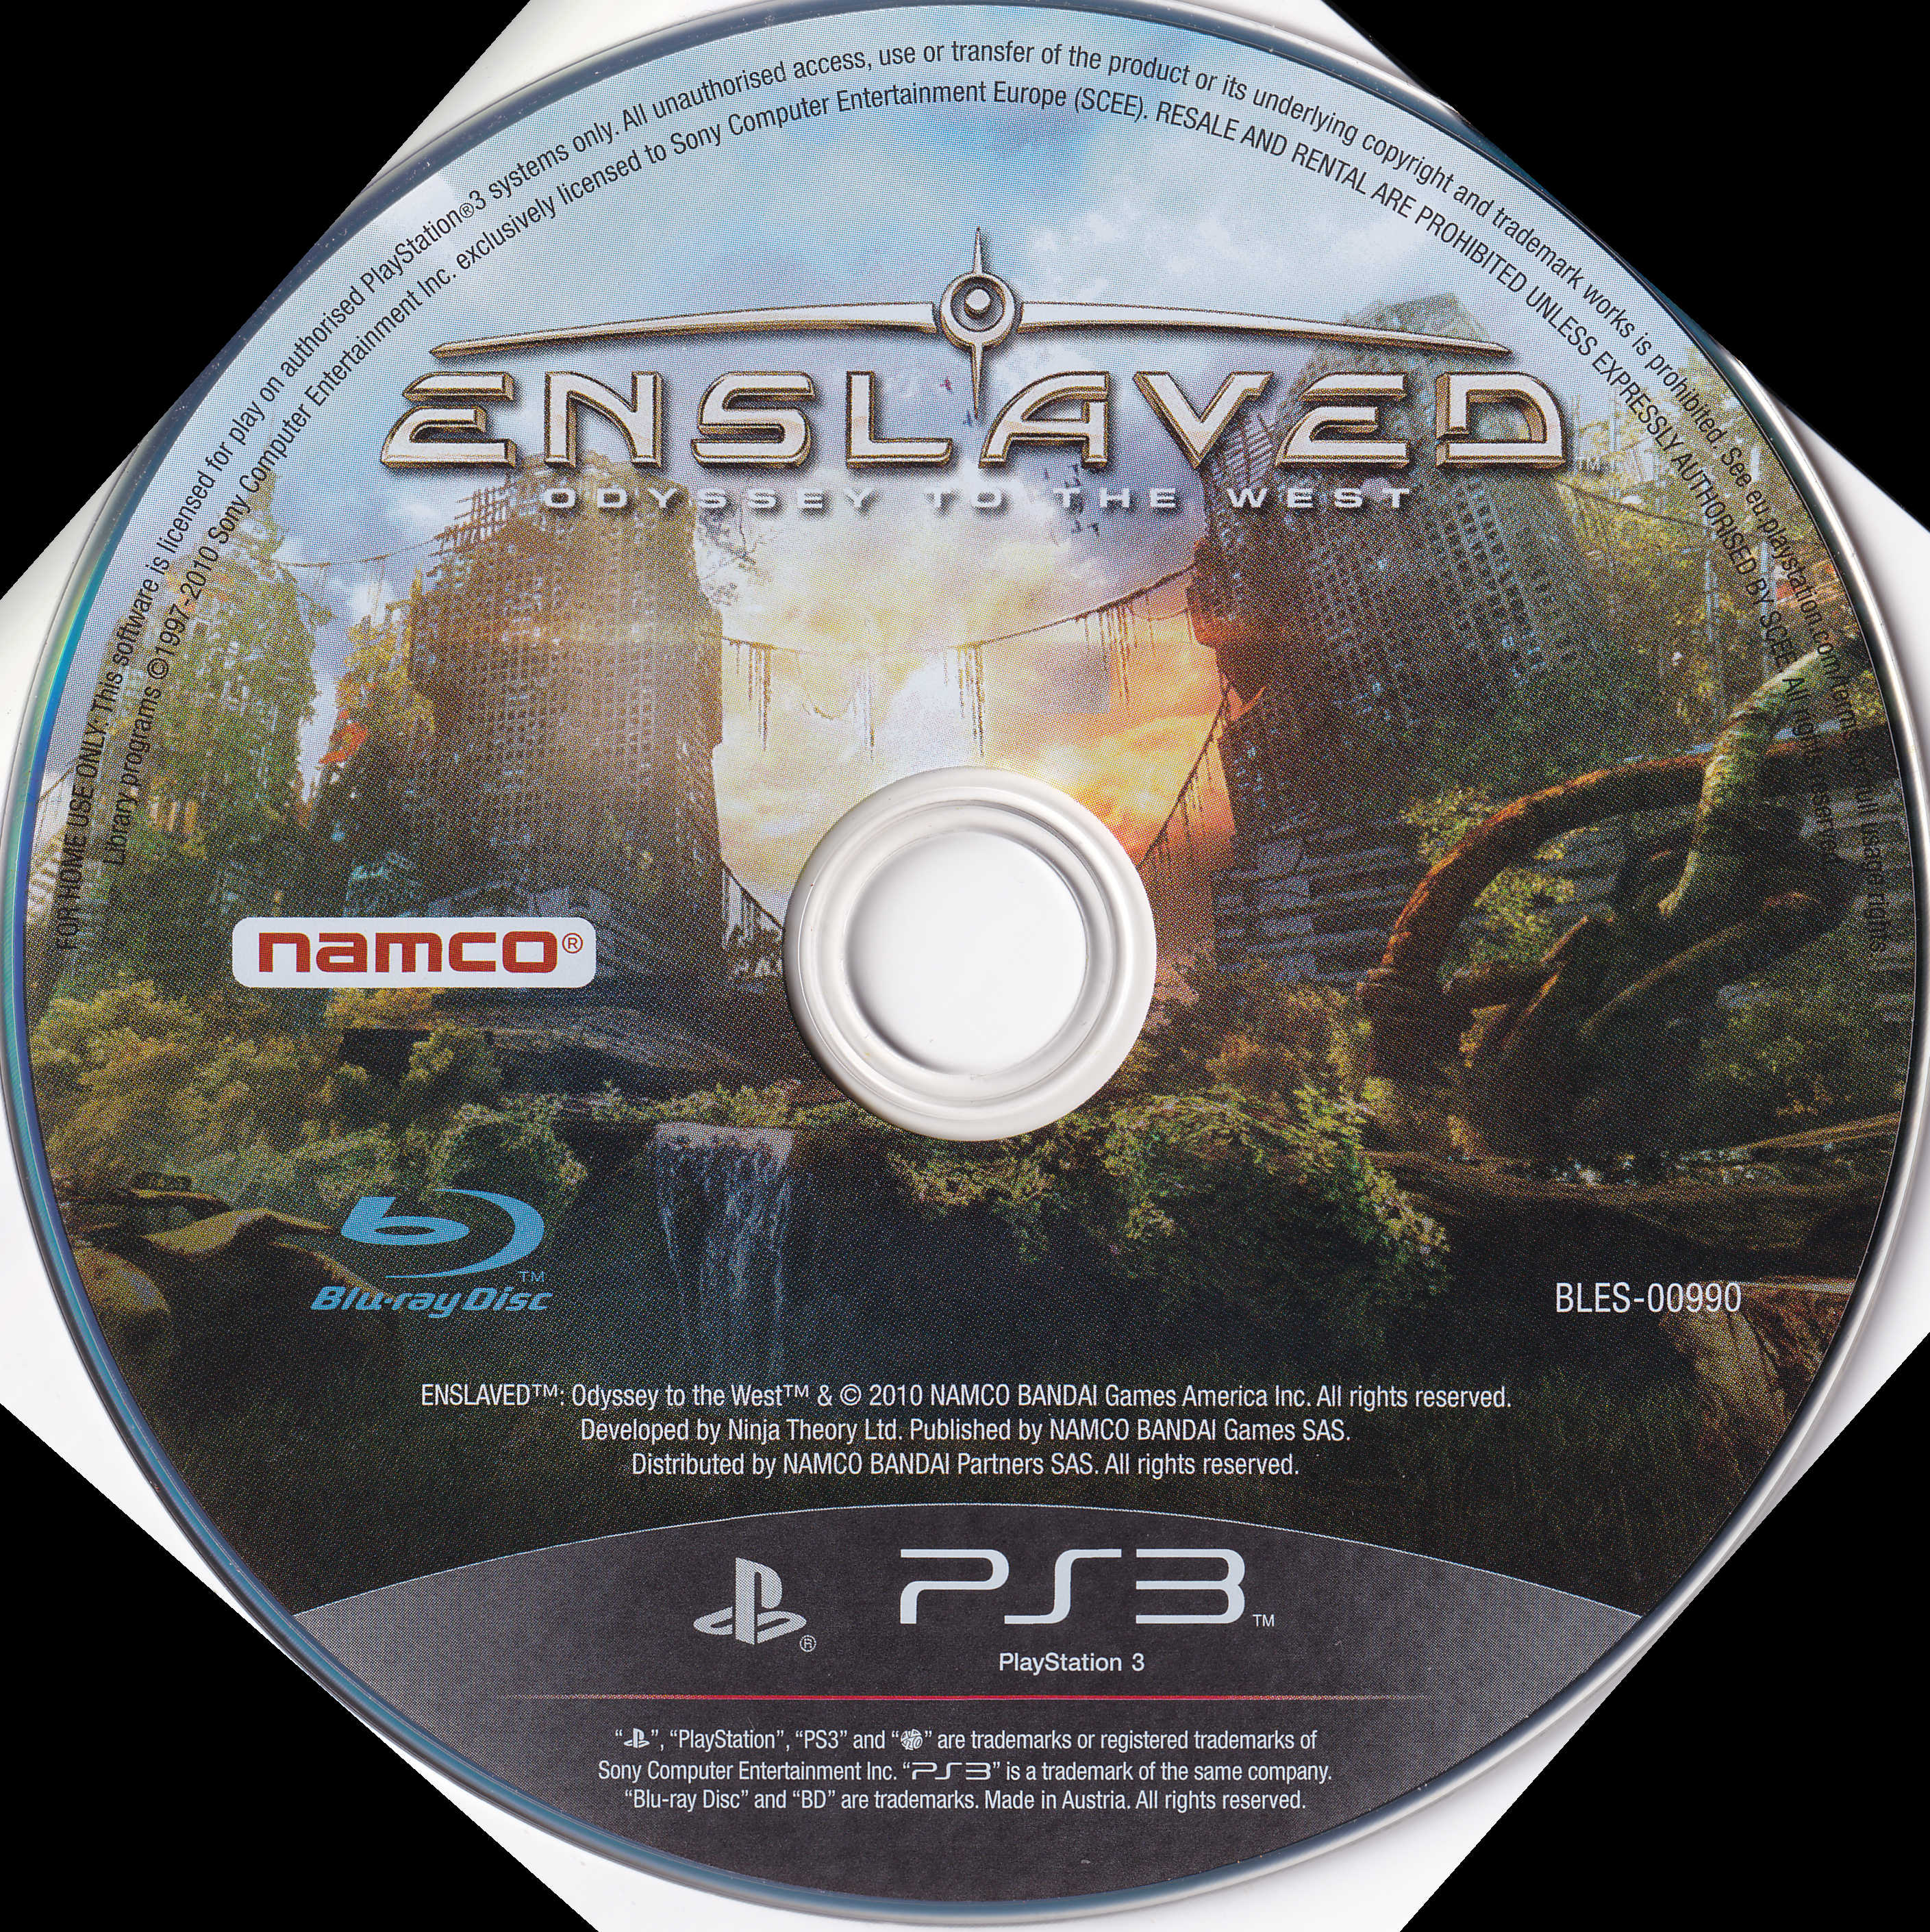 FOR HOME USE ONLY. This software is licensed for play on authorised PlayStation®3 systems only. All unauthorised access, use or transfer of the product or its underlying copyright and trademark works is prohibited. See eu.playstation.com/terms for full usage rights
Library programs ©1997-2010 Sony Computer Entertainment Inc. exclusively licensed to Sony Computer Entertainment Europe (SCEE). RESALE AND RENTAL ARE PROHIBITED UNLESS EXPRESSLY AUTHORISED BY SCEE. All rights reserved
ENSLAVED™
ODYSSEY TO THE WEST
namco®
Blu-ray Disc™
BLES-00990
ENSLAVED™: Odyssey to the West™ & © 2010 NAMCO BANDAI Games America Inc. All rights reserved.
Developed by Ninja Theory Ltd. Published by NAMCO BANDAI Games SAS.
Distributed by NAMCO BANDAI Partners SAS. All rights reserved.
® PS3™
PlayStation 3
“ ”, “PlayStation”, “PS3” and “ ” are trademarks or registered trademarks of
Sony Computer Entertainment Inc. “PS3” is a trademark of the same company.
“Blu-ray Disc” and “BD” are trademarks. Made in Austria. All rights reserved.